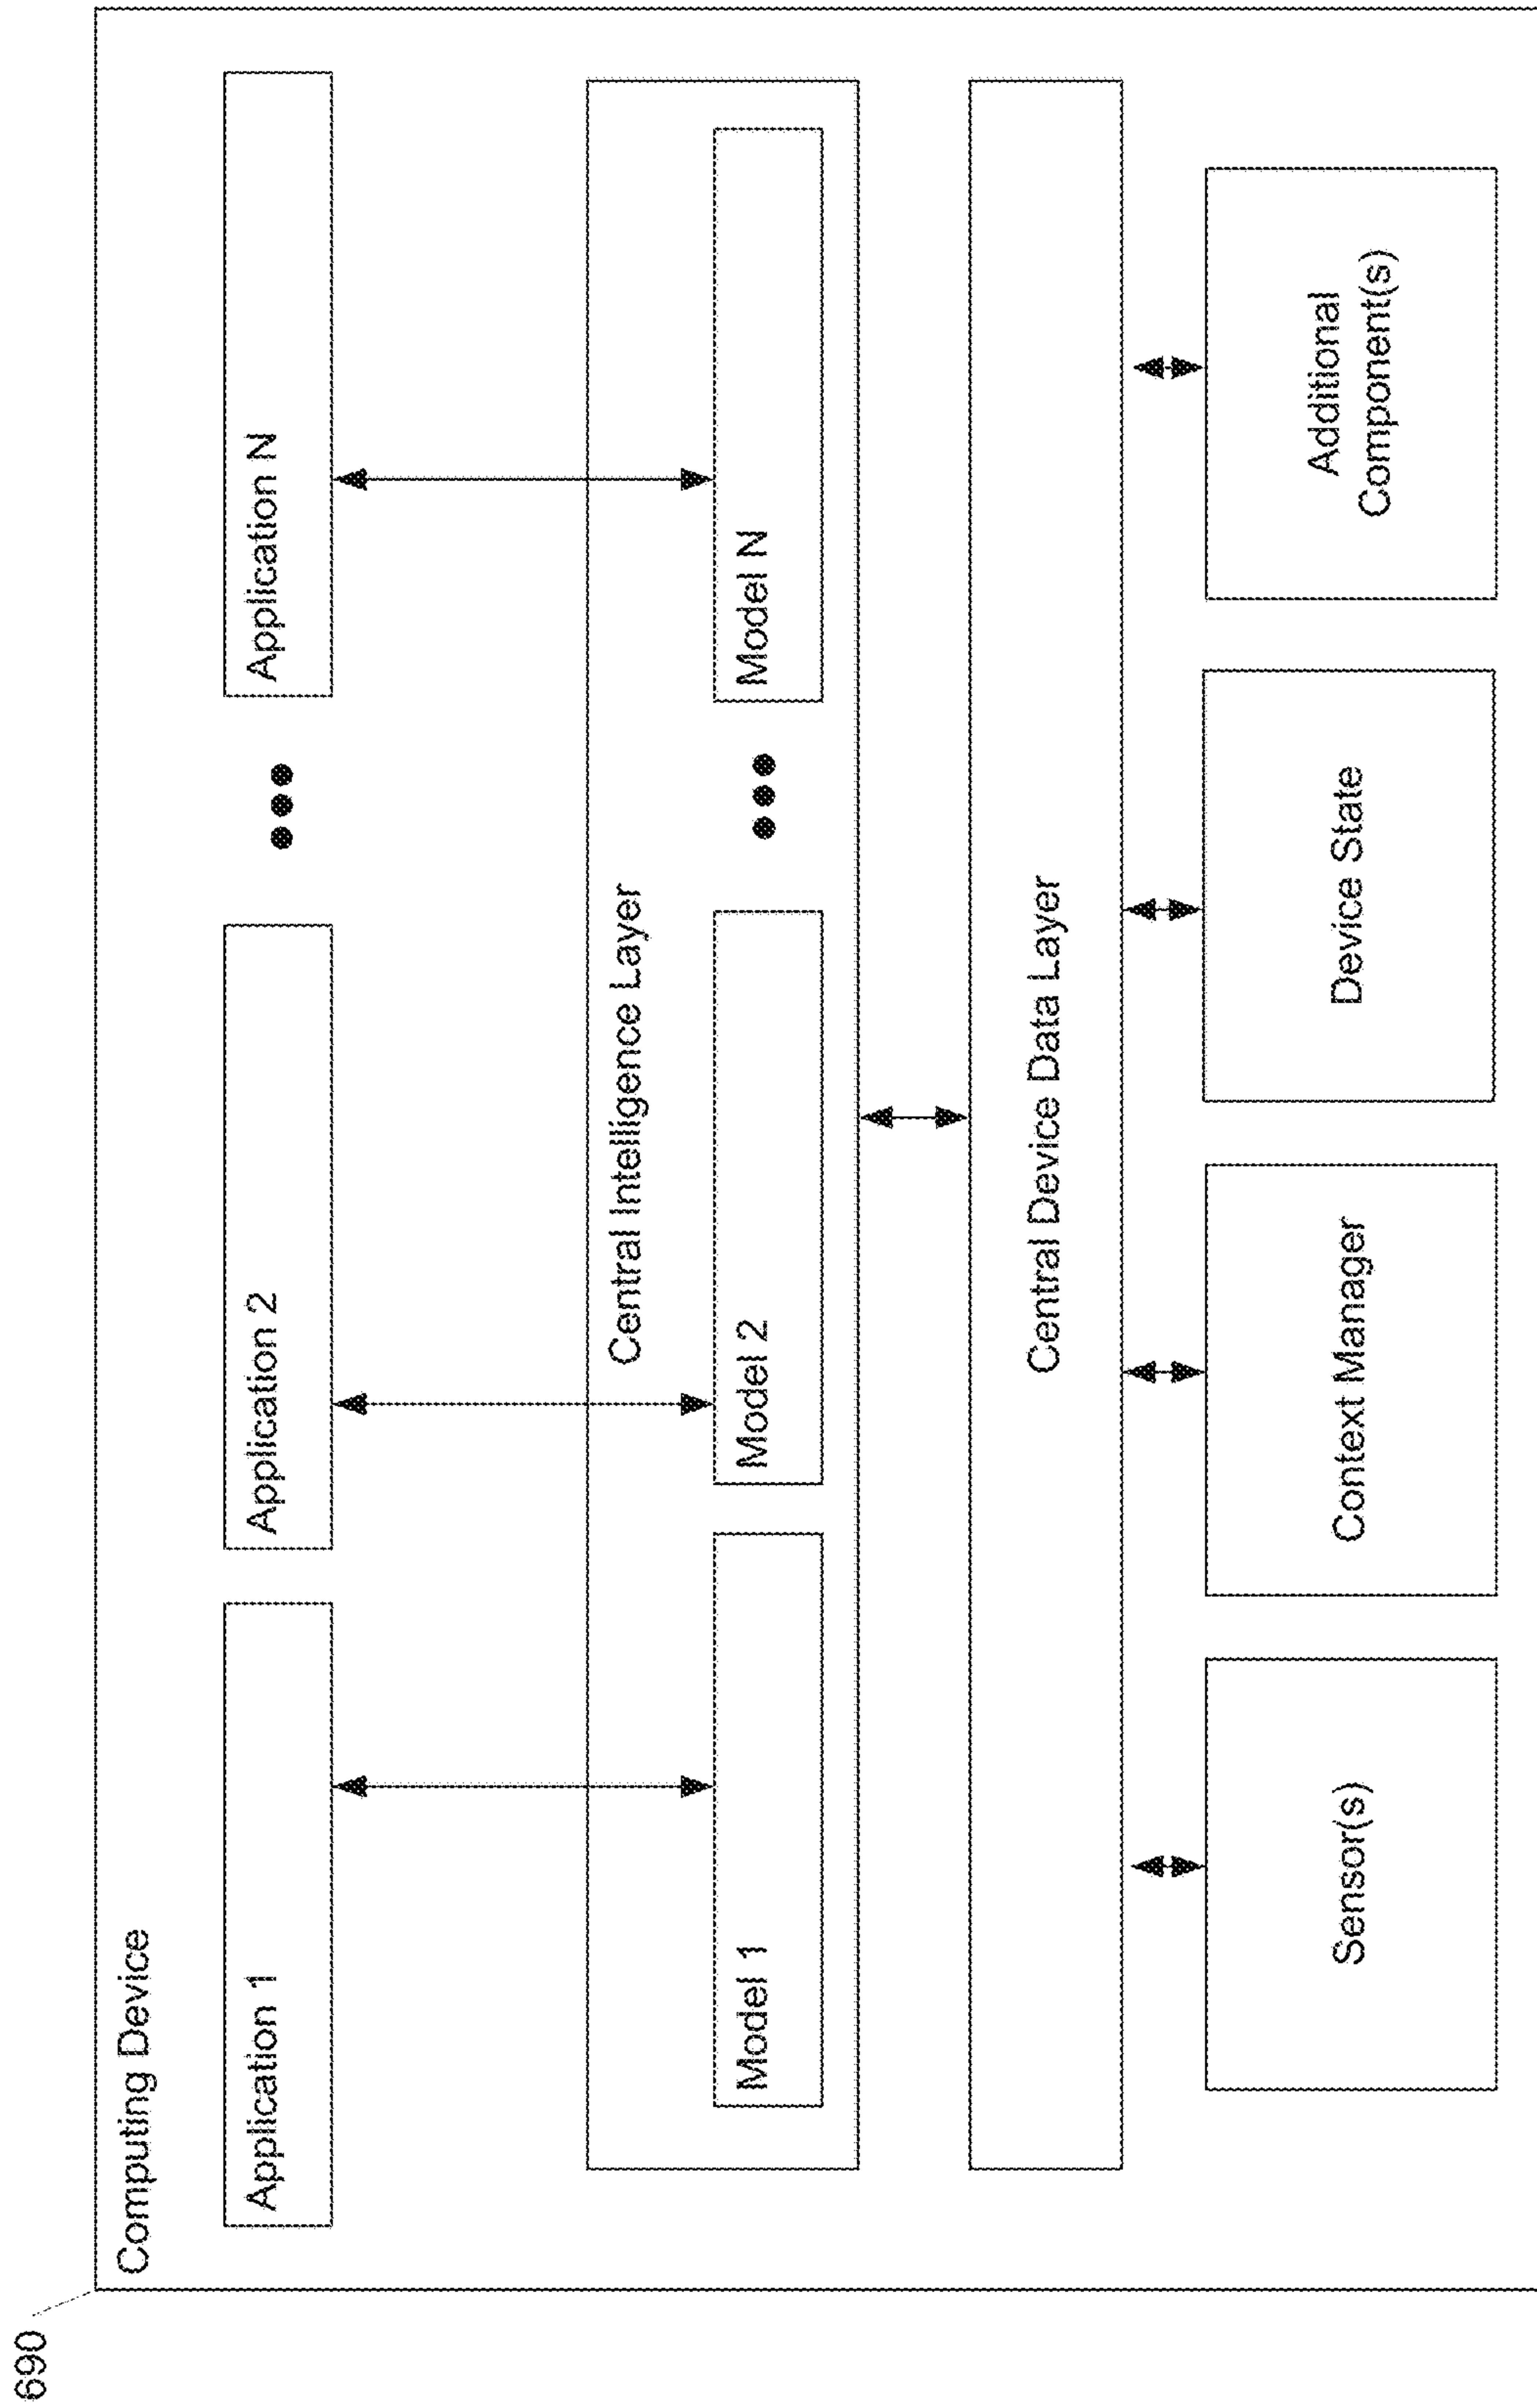 690
Computing Device
Application 1
Application 2
Application N
Central Intelligence Layer
Model 1
Model 2
Model N
Central Device Data Layer
Sensor(s)
Context Manager
Device State
Additional
Component(s)